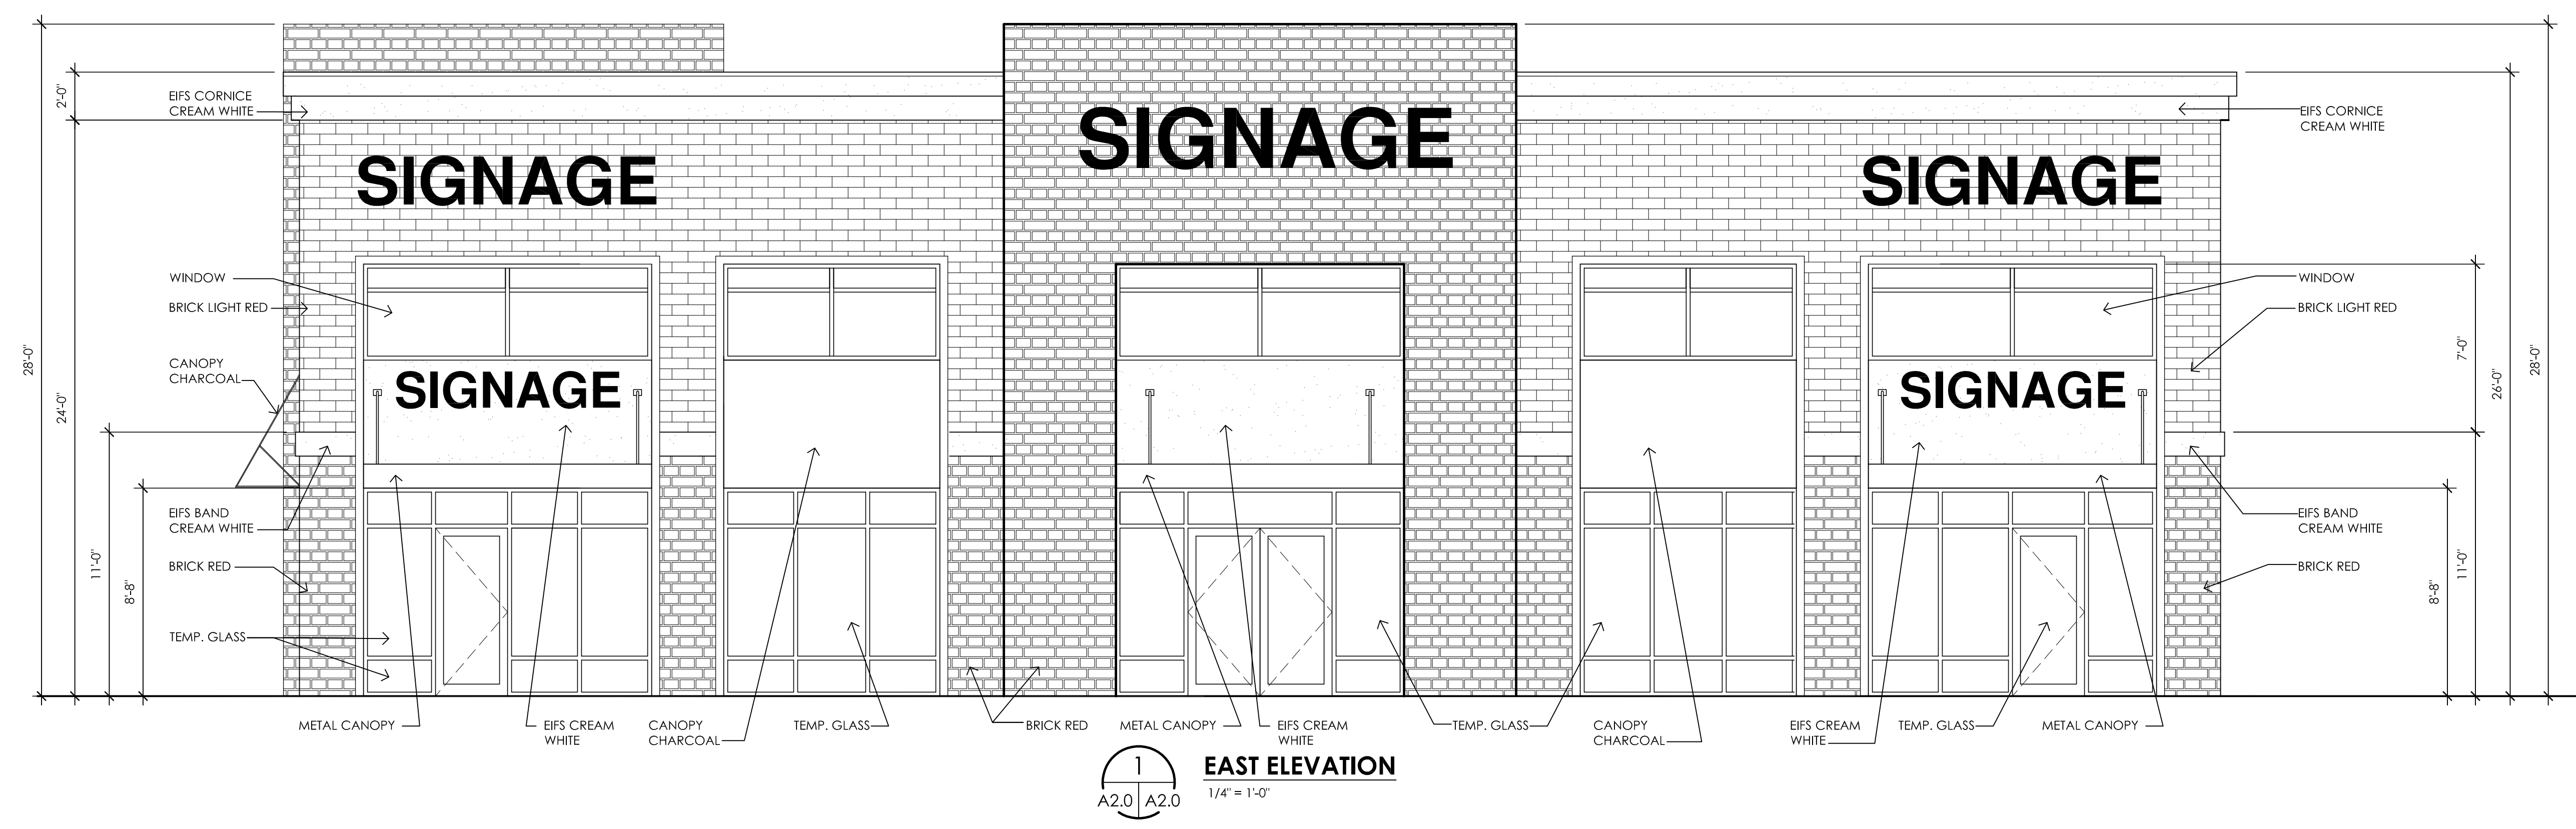 28'-0"
2'-0"
24'-0"
11'-0"
8'-8"
EIFS CORNICE
CREAM WHITE
WINDOW
BRICK LIGHT RED
CANOPY
CHARCOAL
EIFS BAND
CREAM WHITE
BRICK RED
TEMP. GLASS
SIGNAGE
SIGNAGE
SIGNAGE
SIGNAGE
SIGNAGE
EIFS CORNICE
CREAM WHITE
WINDOW
BRICK LIGHT RED
EIFS BAND
CREAM WHITE
BRICK RED
7'-0"
26'-0"
28'-0"
8'-8"
11'-0"
METAL CANOPY
EIFS CREAM
WHITE
CANOPY
CHARCOAL
TEMP. GLASS
BRICK RED
METAL CANOPY
EIFS CREAM
WHITE
TEMP. GLASS
CANOPY
CHARCOAL
EIFS CREAM
WHITE
TEMP. GLASS
METAL CANOPY
1
A2.0 A2.0
EAST ELEVATION
1/4" = 1'-0"